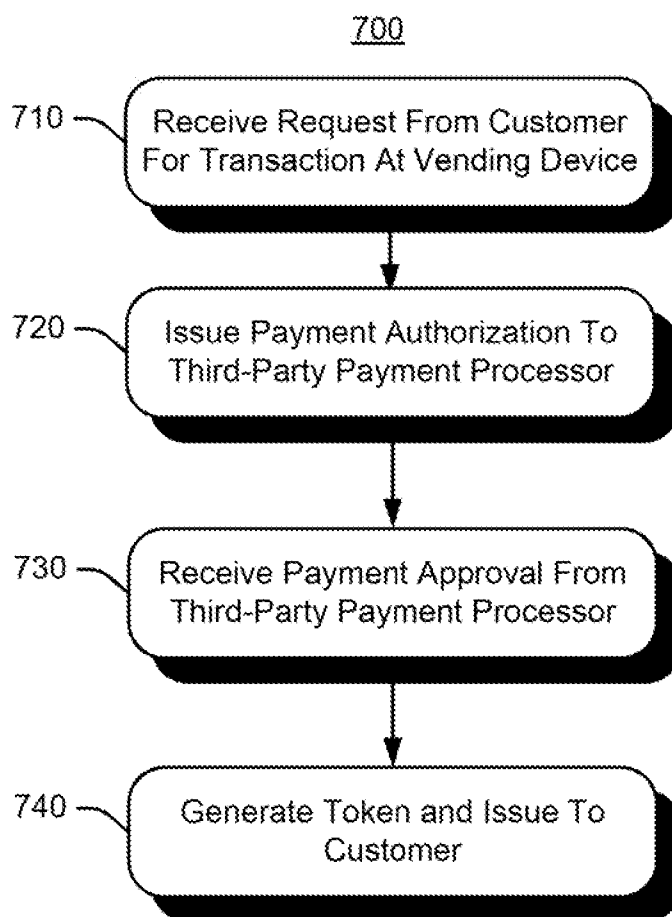 700
710
Receive Request From Customer
For Transaction At Vending Device
720
Issue Payment Authorization To
Third-Party Payment Processor
730
Receive Payment Approval From
Third-Party Payment Processor
740
Generate Token and Issue To
Customer